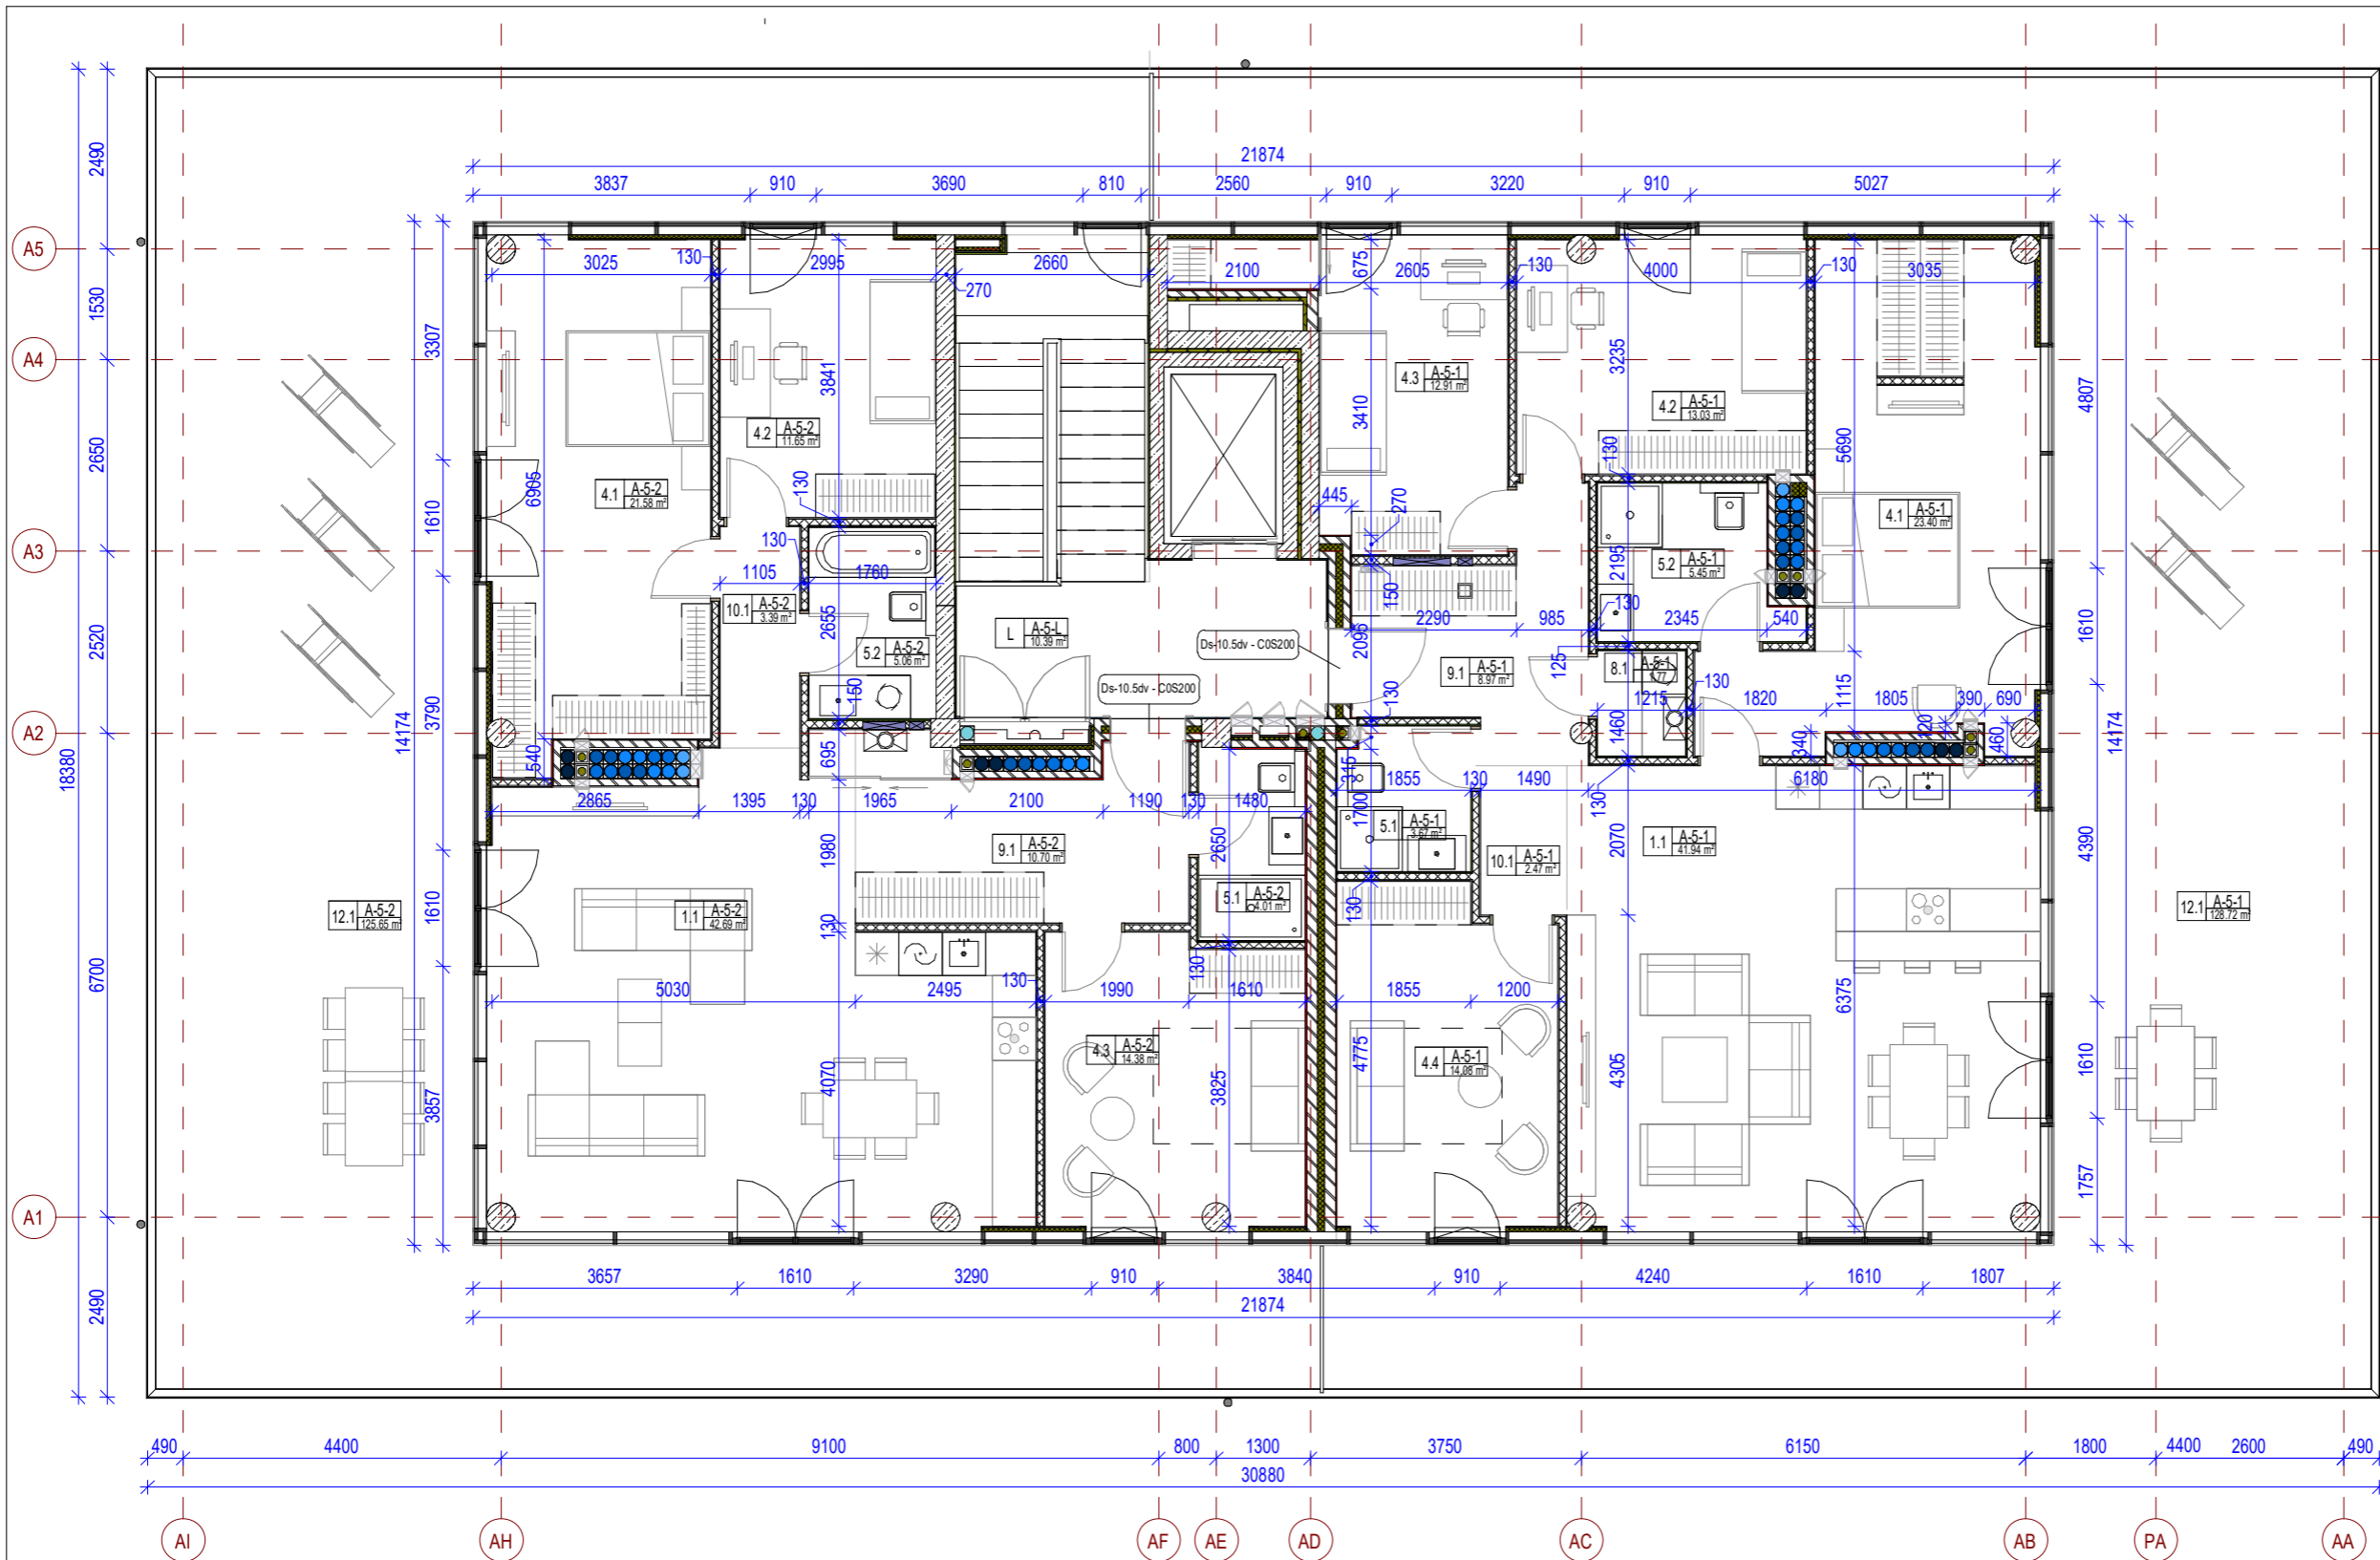 21874
3837 910 3690 810 2560 910 3220 910 5027
2490
A5
3025 130 2995 270 2660 2100 675 2605 130 4000 130 3035
1530
A4
3307 3841 3235 4807
4.3 A-5-1 12.91 m²
4.2 A-5-1 13.03 m²
4.2 A-5-2 11.65 m²
2650 3410 130 5690
4.1 A-5-2 21.58 m²
6905 130 445 270
4.1 A-5-1 23.40 m²
1610
A3
130 2195
5.2 A-5-1 5.45 m²
1105 1760 150
10.1 A-5-2 3.39 m²
2520 2655 2095 2290 985 130 2345 540 1610
L A-5-L 10.39 m²
Ds-10.5dv - C0S200
5.2 A-5-2 5.06 m²
9.1 A-5-1 8.97 m²
125
8.1 A-5-1
Ds-10.5dv - C0S200
150 130 1215 130 1820 1115 1805 390 690
A2
3790 14174 695 1460 340 120 460 14174
18380 540 315 1855 130 1490 130 6180
2865 1395 130 1965 2100 1190 130 1480 1700
1980 2650 2070 4390
9.1 A-5-2 10.70 m²
5.1 A-5-1 3.67 m²
1.1 A-5-1 41.94 m²
10.1 A-5-1 2.47 m²
5.1 A-5-2 4.01 m²
12.1 A-5-2 125.65 m²
1.1 A-5-2 42.69 m²
12.1 A-5-1 128.72 m²
1610 130 130
6700 130 130
5030 2495 1990 1610 1855 1200 6375
4.3 A-5-2 14.38 m²
4.4 A-5-1 14.08 m²
3857 4070 3825 4775 4305 1610
1757
A1
3657 1610 3290 910 3840 910 4240 1610 1807
21874
2490
490 4400 9100 800 1300 3750 6150 1800 4400 2600 490
30880
AI AH AF AE AD AC AB PA AA